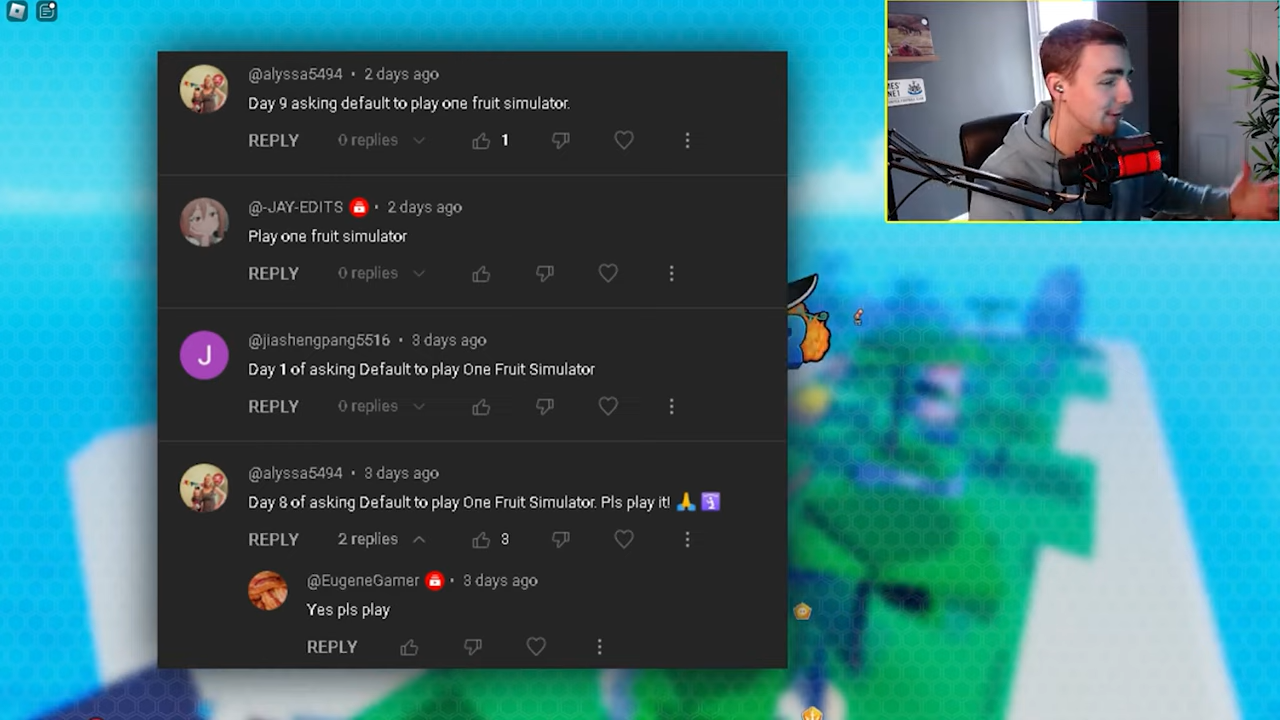 @alyssa5494 • 2 days ago
Day 9 asking default to play one fruit simulator.
REPLY 0 replies 1
@-JAY-EDITS • 2 days ago
Play one fruit simulator
REPLY 0 replies
J
@jiashengpang5516 • 3 days ago
Day 1 of asking Default to play One Fruit Simulator
REPLY 0 replies
@alyssa5494 • 3 days ago
Day 8 of asking Default to play One Fruit Simulator. Pls play it! 🙏 🛐
REPLY 2 replies 3
@EugeneGamer • 3 days ago
Yes pls play
REPLY